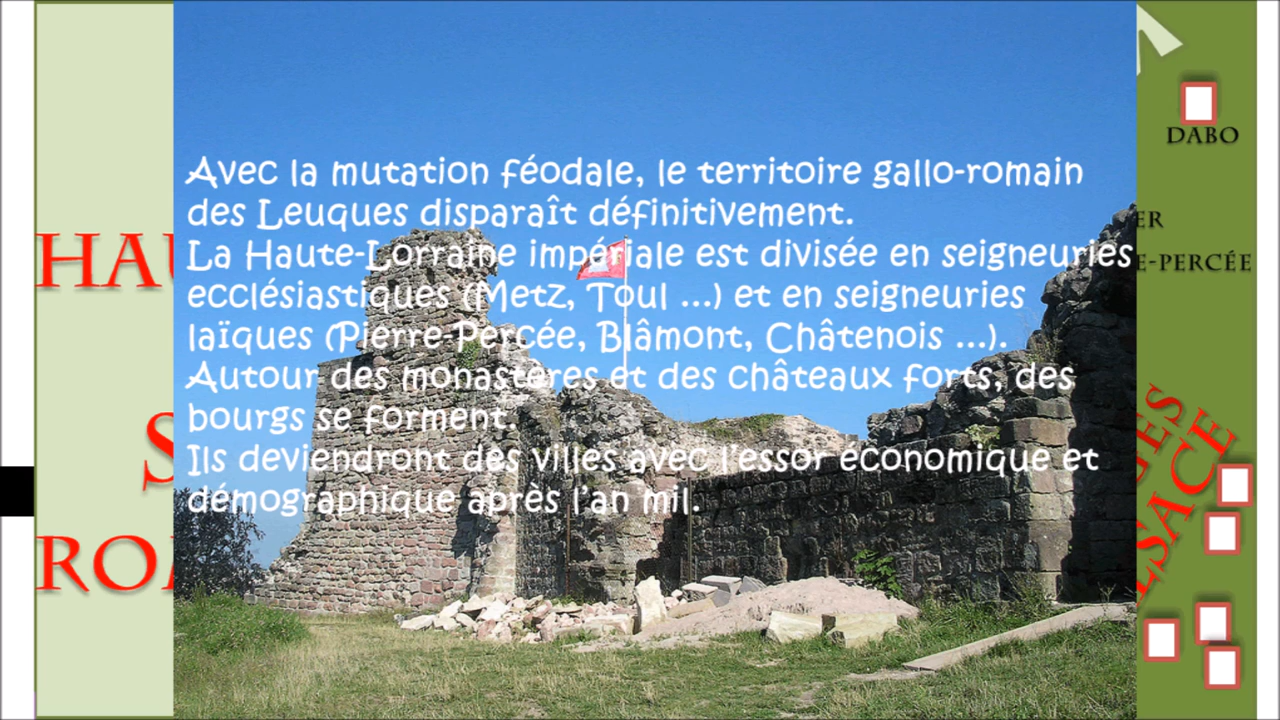 Avec la mutation féodale, le territoire gallo-romain
des Leuques disparaît définitivement.
La Haute-Lorraine impériale est divisée en seigneuries
ecclésiastiques (Metz, Toul ...) et en seigneuries
laïques (Pierre-Percée, Blâmont, Châtenois ...).
Autour des monastères et des châteaux forts, des
bourgs se forment.
Ils deviendront des villes avec l'essor économique et
démographique après l'an mil.
DABO